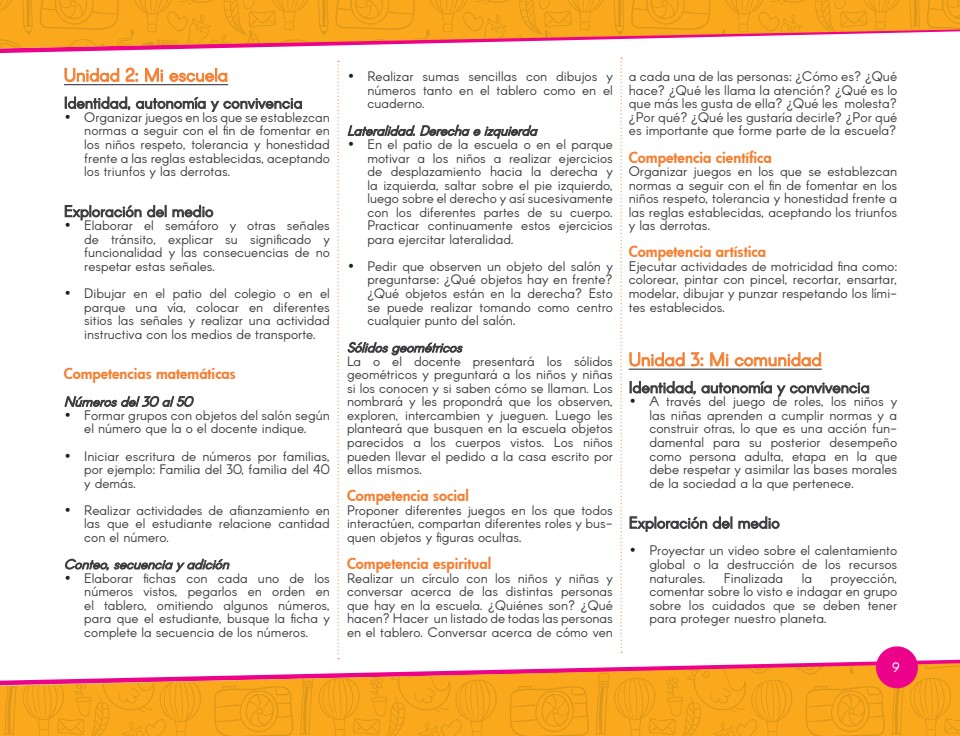 Unidad 2: Mi escuela
Identidad, autonomía y convivencia
• Organizar juegos en los que se establezcan
normas a seguir con el fin de fomentar en
los niños respeto, tolerancia y honestidad
frente a las reglas establecidas, aceptando
los triunfos y las derrotas.
Exploración del medio
• Elaborar el semáforo y otras señales
de tránsito, explicar su significado y
funcionalidad y las consecuencias de no
respetar estas señales.
• Dibujar en el patio del colegio o en el
parque una vía, colocar en diferentes
sitios las señales y realizar una actividad
instructiva con los medios de transporte.
Competencias matemáticas
Números del 30 al 50
• Formar grupos con objetos del salón según
el número que la o el docente indique.
• Iniciar escritura de números por familias,
por ejemplo: Familia del 30, familia del 40
y demás.
• Realizar actividades de afianzamiento en
las que el estudiante relacione cantidad
con el número.
Conteo, secuencia y adición
• Elaborar fichas con cada uno de los
números vistos, pegarlos en orden en
el tablero, omitiendo algunos números,
para que el estudiante, busque la ficha y
complete la secuencia de los números.
• Realizar sumas sencillas con dibujos y
números tanto en el tablero como en el
cuaderno.
Lateralidad. Derecha e izquierda
• En el patio de la escuela o en el parque
motivar a los niños a realizar ejercicios
de desplazamiento hacia la derecha y
la izquierda, saltar sobre el pie izquierdo,
luego sobre el derecho y así sucesivamente
con los diferentes partes de su cuerpo.
Practicar continuamente estos ejercicios
para ejercitar lateralidad.
• Pedir que observen un objeto del salón y
preguntarse: ¿Qué objetos hay en frente?
¿Qué objetos están en la derecha? Esto
se puede realizar tomando como centro
cualquier punto del salón.
Sólidos geométricos
La o el docente presentará los sólidos
geométricos y preguntará a los niños y niñas
si los conocen y si saben cómo se llaman. Los
nombrará y les propondrá que los observen,
exploren, intercambien y jueguen. Luego les
planteará que busquen en la escuela objetos
parecidos a los cuerpos vistos. Los niños
pueden llevar el pedido a la casa escrito por
ellos mismos.
Competencia social
Proponer diferentes juegos en los que todos
interactúen, compartan diferentes roles y bus-
quen objetos y figuras ocultas.
Competencia espiritual
Realizar un círculo con los niños y niñas y
conversar acerca de las distintas personas
que hay en la escuela. ¿Quiénes son? ¿Qué
hacen? Hacer un listado de todas las personas
en el tablero. Conversar acerca de cómo ven
a cada una de las personas: ¿Cómo es? ¿Qué
hace? ¿Qué les llama la atención? ¿Qué es lo
que más les gusta de ella? ¿Qué les molesta?
¿Por qué? ¿Qué les gustaría decirle? ¿Por qué
es importante que forme parte de la escuela?
Competencia científica
Organizar juegos en los que se establezcan
normas a seguir con el fin de fomentar en los
niños respeto, tolerancia y honestidad frente a
las reglas establecidas, aceptando los triunfos
y las derrotas.
Competencia artística
Ejecutar actividades de motricidad fina como:
colorear, pintar con pincel, recortar, ensartar,
modelar, dibujar y punzar respetando los lími-
tes establecidos.
Unidad 3: Mi comunidad
Identidad, autonomía y convivencia
• A través del juego de roles, los niños y
las niñas aprenden a cumplir normas y a
construir otras, lo que es una acción fun-
damental para su posterior desempeño
como persona adulta, etapa en la que
debe respetar y asimilar las bases morales
de la sociedad a la que pertenece.
Exploración del medio
• Proyectar un video sobre el calentamiento
global o la destrucción de los recursos
naturales. Finalizada la proyección,
comentar sobre lo visto e indagar en grupo
sobre los cuidados que se deben tener
para proteger nuestro planeta.
9